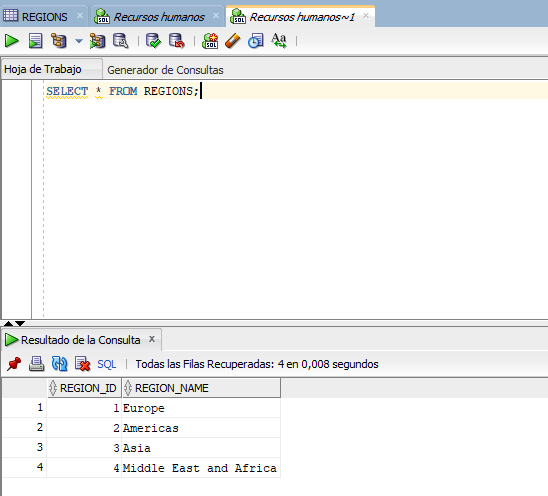 REGIONS Recursos humanos Recursos humanos~1
Hoja de Trabajo Generador de Consultas
SELECT * FROM REGIONS;
Resultado de la Consulta
SQL Todas las Filas Recuperadas: 4 en 0,008 segundos
REGION_ID REGION_NAME
1 1 Europe
2 2 Americas
3 3 Asia
4 4 Middle East and Africa